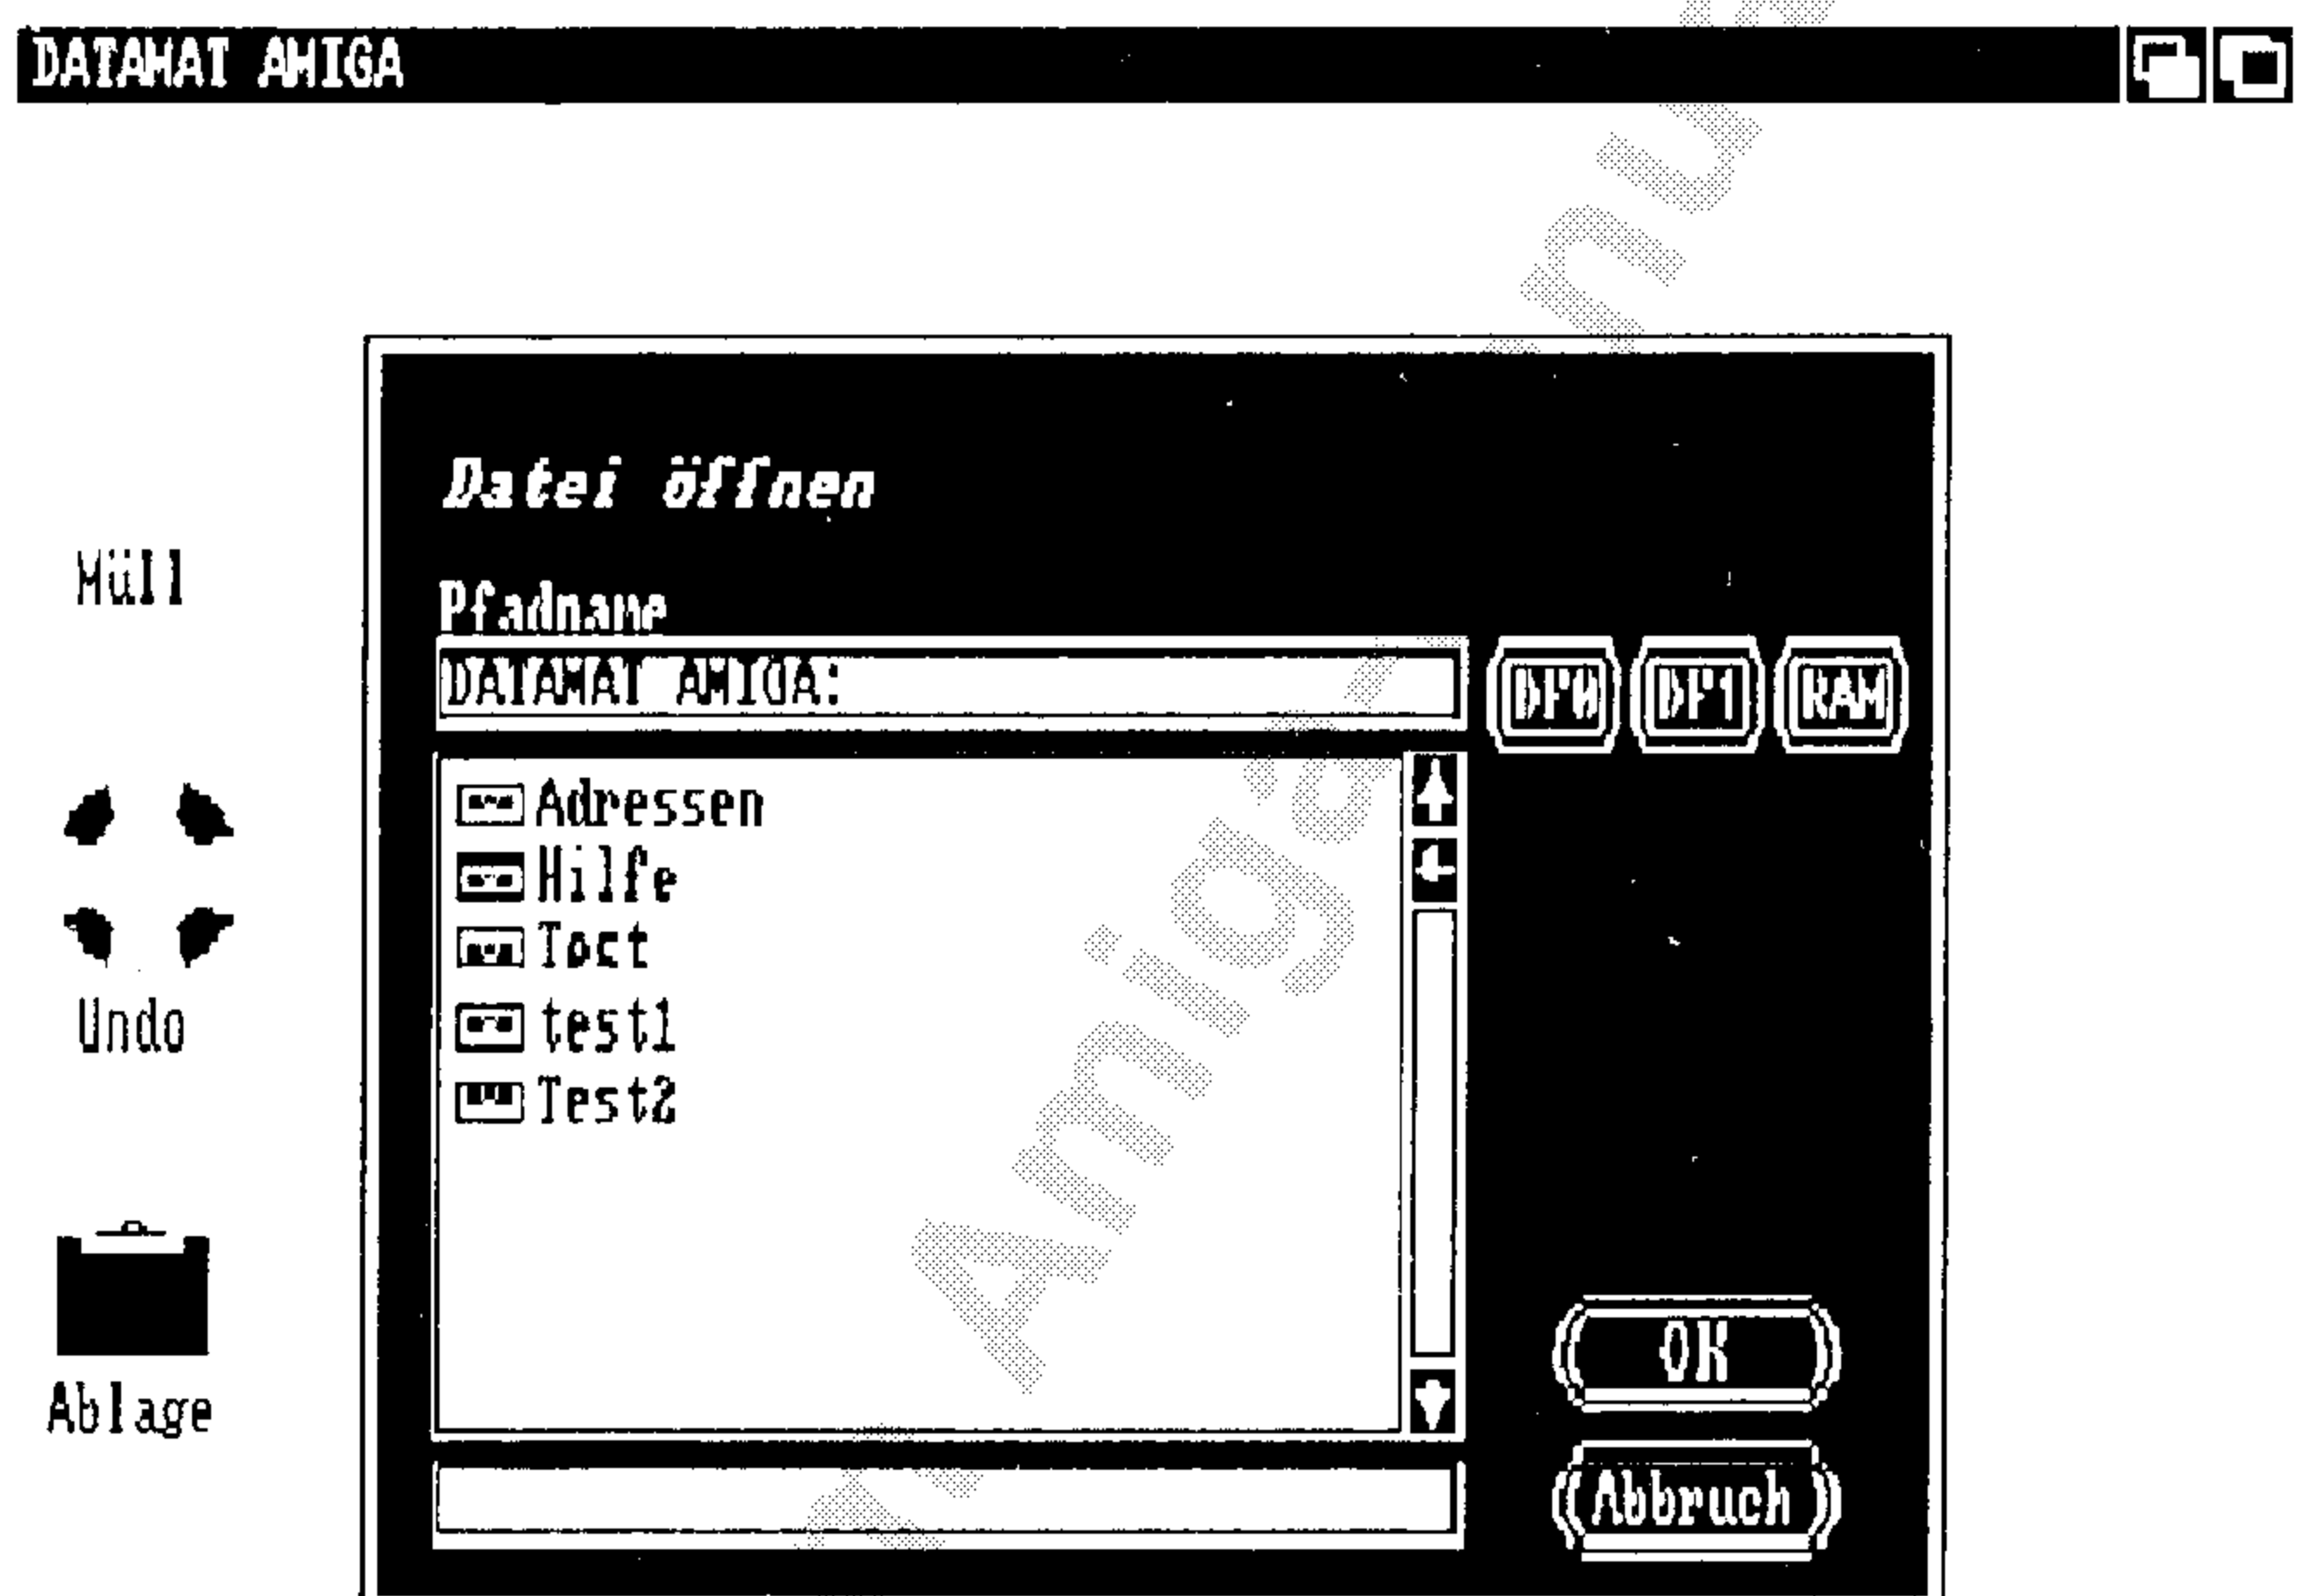 DATAMAT AMIGA
Datei öffnen
Müll
Pfadname
DATAMAT AMIGA:
DF0 DF1 RAM
Adressen
Hilfe
Test
test1
Undo
Test2
OK
Ablage
Abbruch
Amiga